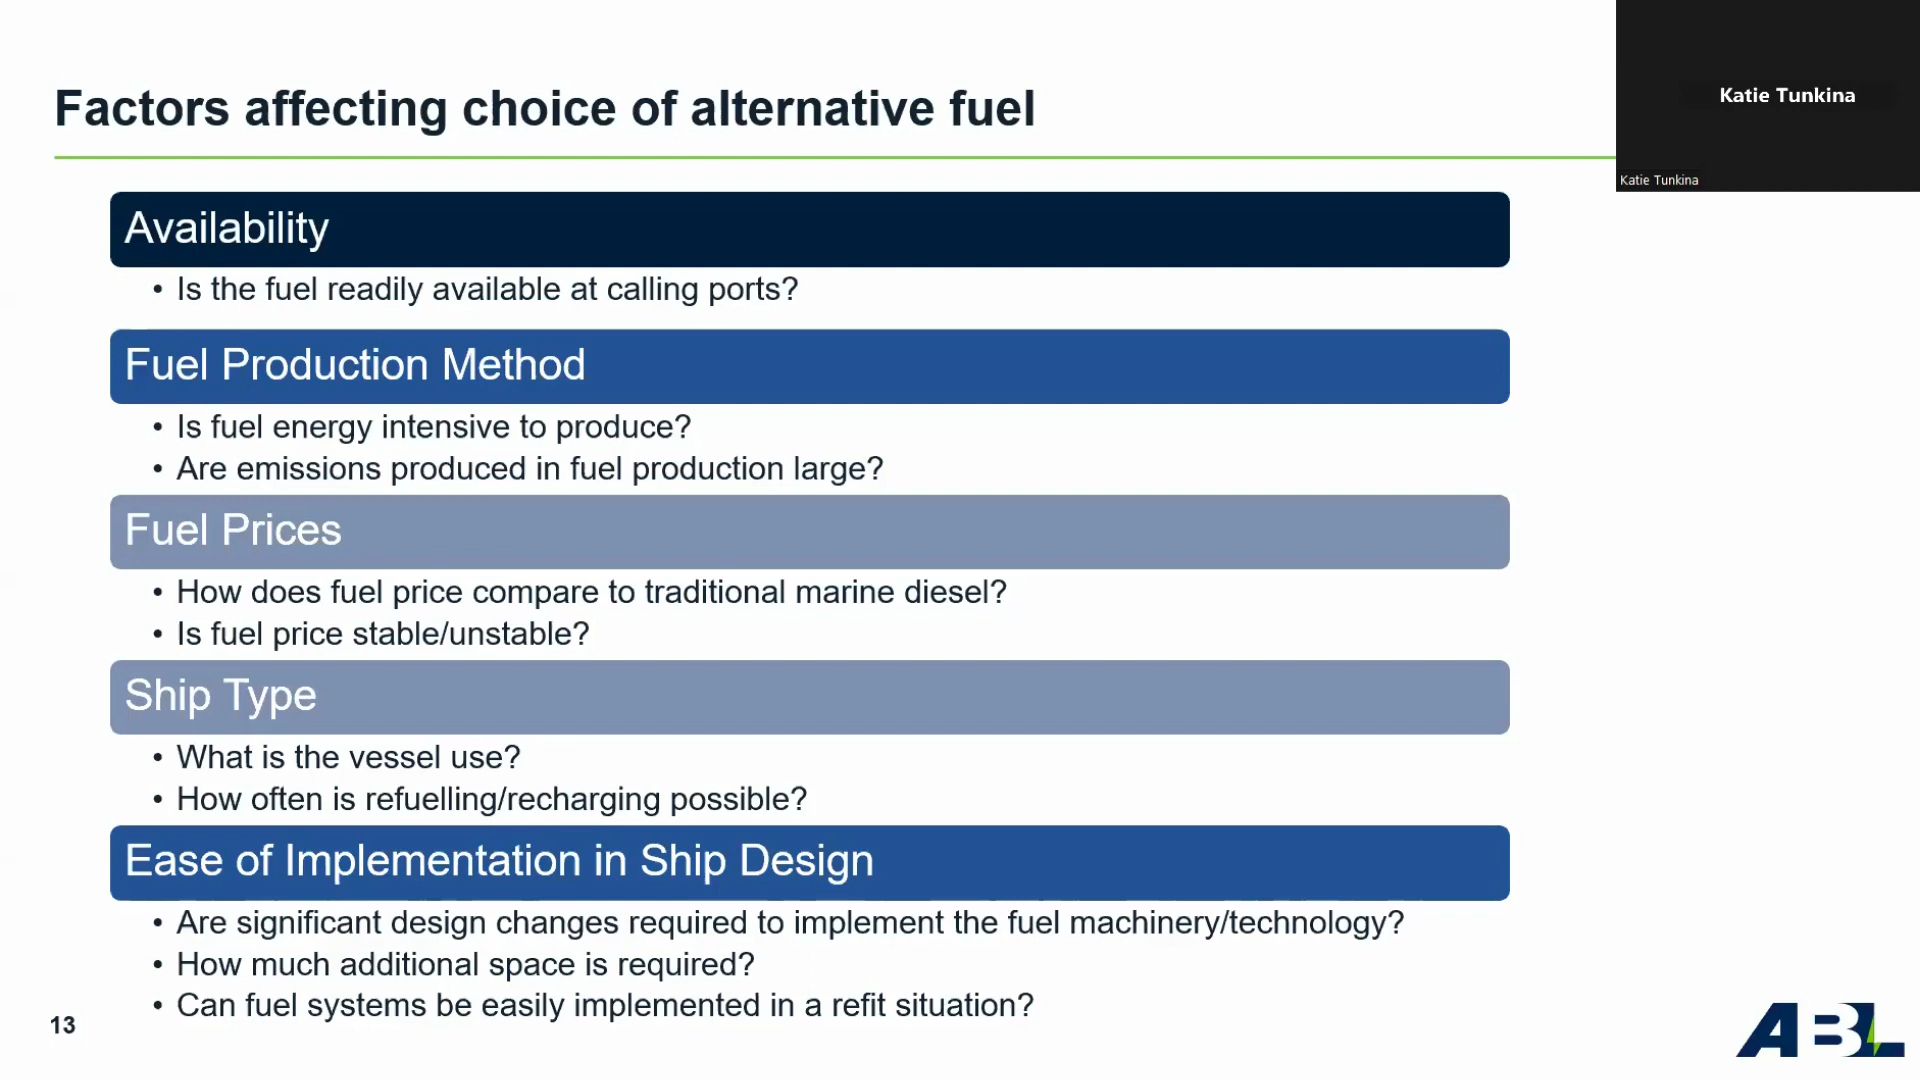 Factors affecting choice of alternative fuel
Katie Tunkina
Katie Tunkina
Availability
• Is the fuel readily available at calling ports?
Fuel Production Method
• Is fuel energy intensive to produce?
• Are emissions produced in fuel production large?
Fuel Prices
• How does fuel price compare to traditional marine diesel?
• Is fuel price stable/unstable?
Ship Type
• What is the vessel use?
• How often is refuelling/recharging possible?
Ease of Implementation in Ship Design
• Are significant design changes required to implement the fuel machinery/technology?
• How much additional space is required?
• Can fuel systems be easily implemented in a refit situation?
13
ABL